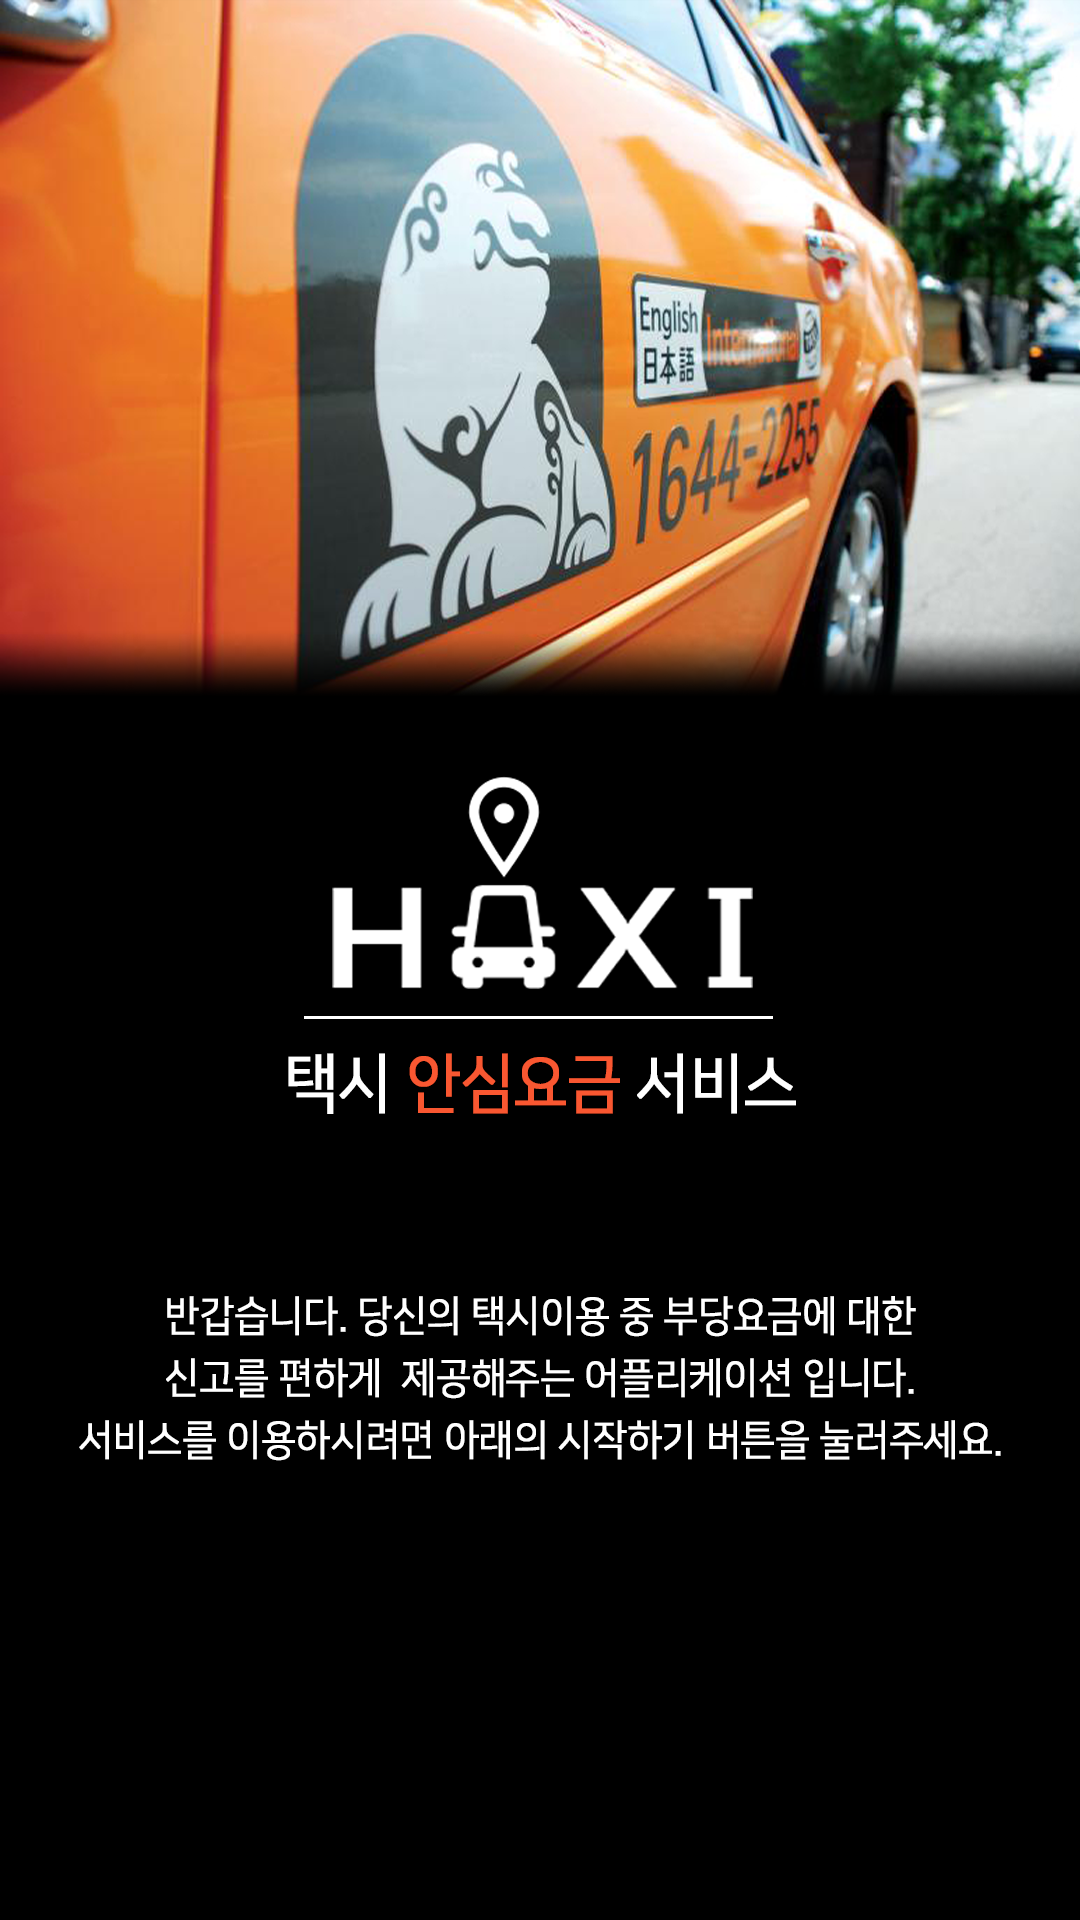 English
日本語
International
1644-2255
HAXI
택시 안심요금 서비스
반갑습니다. 당신의 택시이용 중 부당요금에 대한
신고를 편하게 제공해주는 어플리케이션 입니다.
서비스를 이용하시려면 아래의 시작하기 버튼을 눌러주세요.